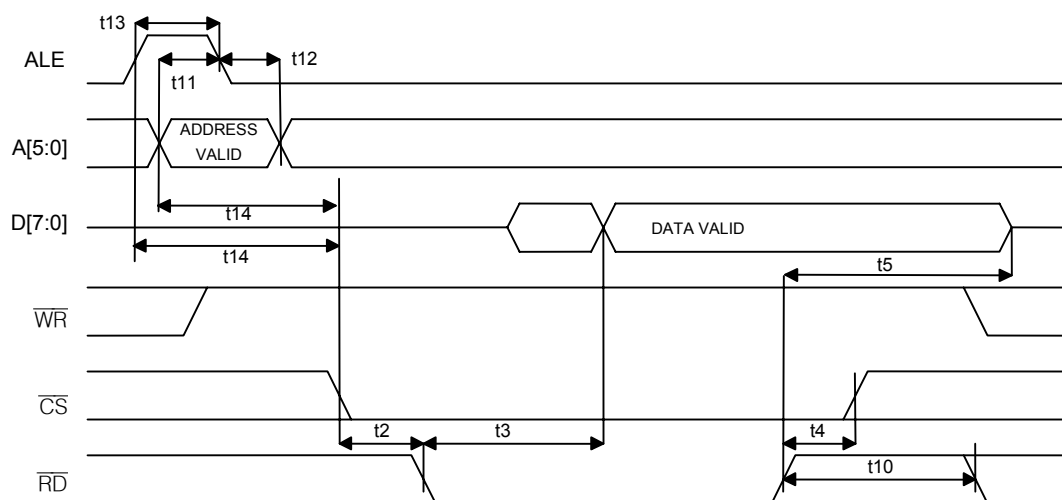 t13
ALE
t11
t12
A[5:0]
ADDRESS
VALID
t14
D[7:0]
DATA VALID
t14
t5
WR
CS
t2
t3
t4
RD
t10